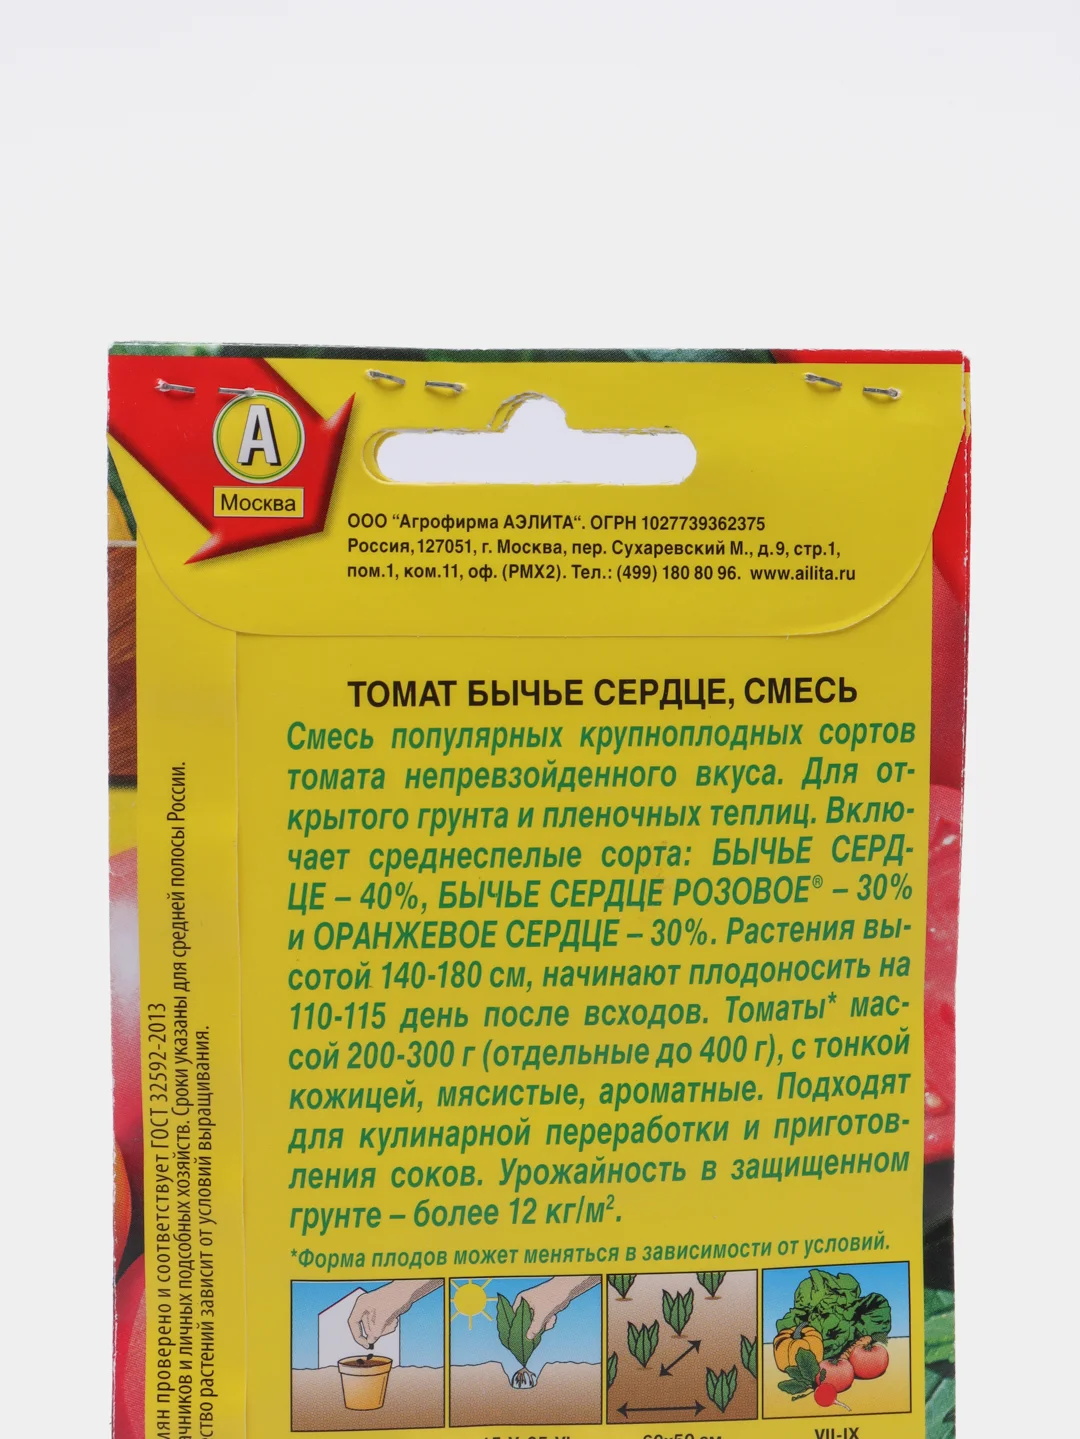 А
Москва
ООО "Агрофирма АЭЛИТА". ОГРН 1027739362375
Россия, 127051, г. Москва, пер. Сухаревский М., д.9, стр.1,
пом.1, ком.11, оф. (РМХ2). Тел.: (499) 180 80 96. www.ailita.ru
ТОМАТ БЫЧЬЕ СЕРДЦЕ, СМЕСЬ
Смесь популярных крупноплодных сортов
томата непревзойденного вкуса. Для от-
крытого грунта и пленочных теплиц. Вклю-
чает среднеспелые сорта: БЫЧЬЕ СЕРД-
ЦЕ – 40%, БЫЧЬЕ СЕРДЦЕ РОЗОВОЕ® – 30%
и ОРАНЖЕВОЕ СЕРДЦЕ – 30%. Растения вы-
сотой 140-180 см, начинают плодоносить на
110-115 день после всходов. Томаты* мас-
сой 200-300 г (отдельные до 400 г), с тонкой
кожицей, мясистые, ароматные. Подходят
для кулинарной переработки и приготов-
ления соков. Урожайность в защищенном
грунте – более 12 кг/м².
*Форма плодов может меняться в зависимости от условий.
60х50 см
VII-IX
проверено и соответствует ГОСТ 32592-2013
и личных подсобных хозяйств. Сроки указаны для средней полосы России.
растений зависит от условий выращивания.